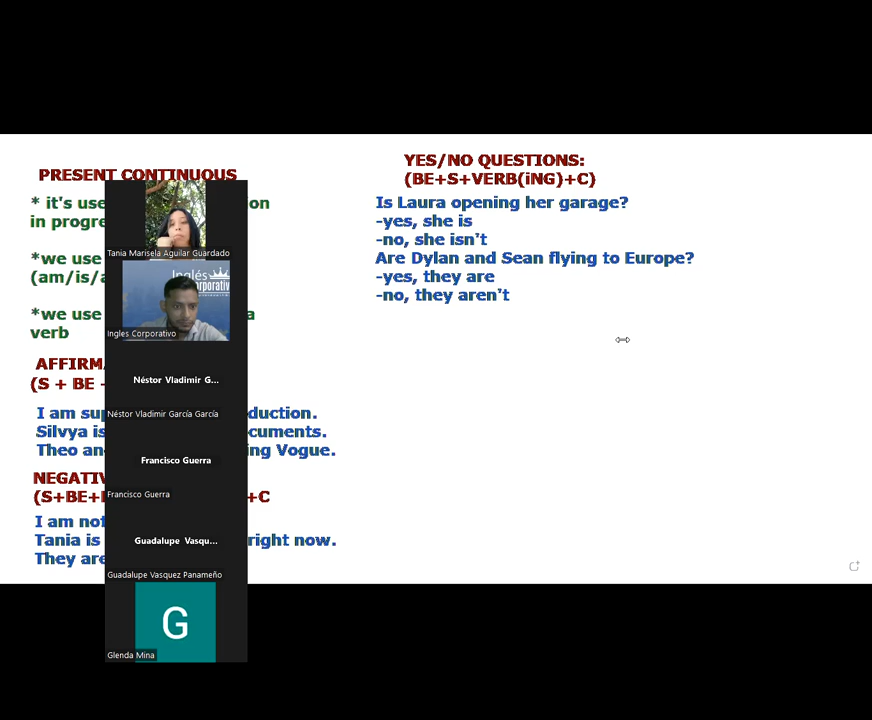 PRESENT CONTINUOUS
* it's use on
in progre
*we use
(am/is/a
*we use a
verb
AFFIRMA
(S + BE -
I am sup duction.
Silvya is cuments.
Theo an ing Vogue.
NEGATIV
(S+BE+ +C
I am not
Tania is right now.
They are
YES/NO QUESTIONS:
(BE+S+VERB(iNG)+C)
Is Laura opening her garage?
-yes, she is
-no, she isn't
Are Dylan and Sean flying to Europe?
-yes, they are
-no, they aren't
Tania Marisela Aguilar Guardado
Inglés
orporativ
Ingles Corporativo
Néstor Vladimir G...
Néstor Vladimir García García
Francisco Guerra
Francisco Guerra
Guadalupe Vasqu...
Guadalupe Vasquez Panameño
G
Glenda Mina